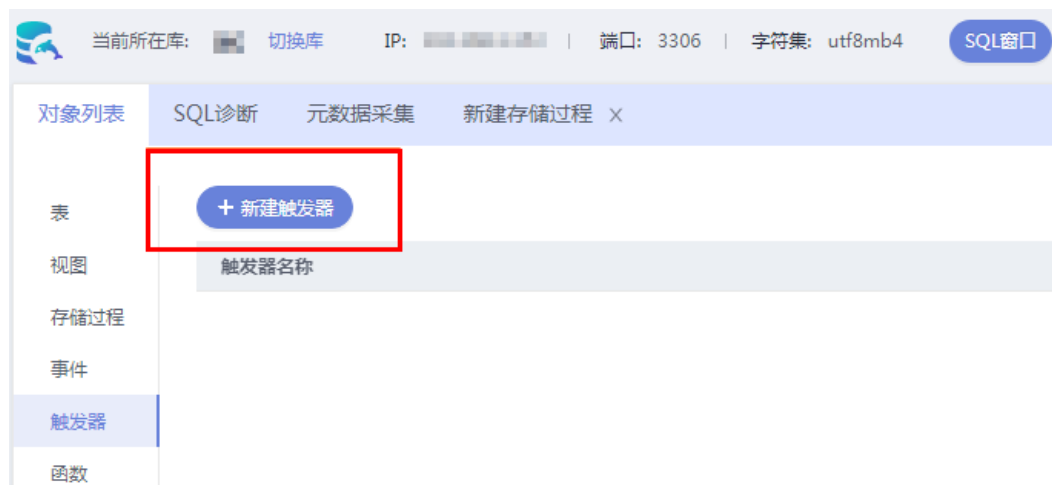 当前所在库: 切换库 IP: | 端口: 3306 | 字符集: utf8mb4 SQL窗口
对象列表 SQL诊断 元数据采集 新建存储过程 ×
+ 新建触发器
触发器名称
表
视图
存储过程
事件
触发器
函数